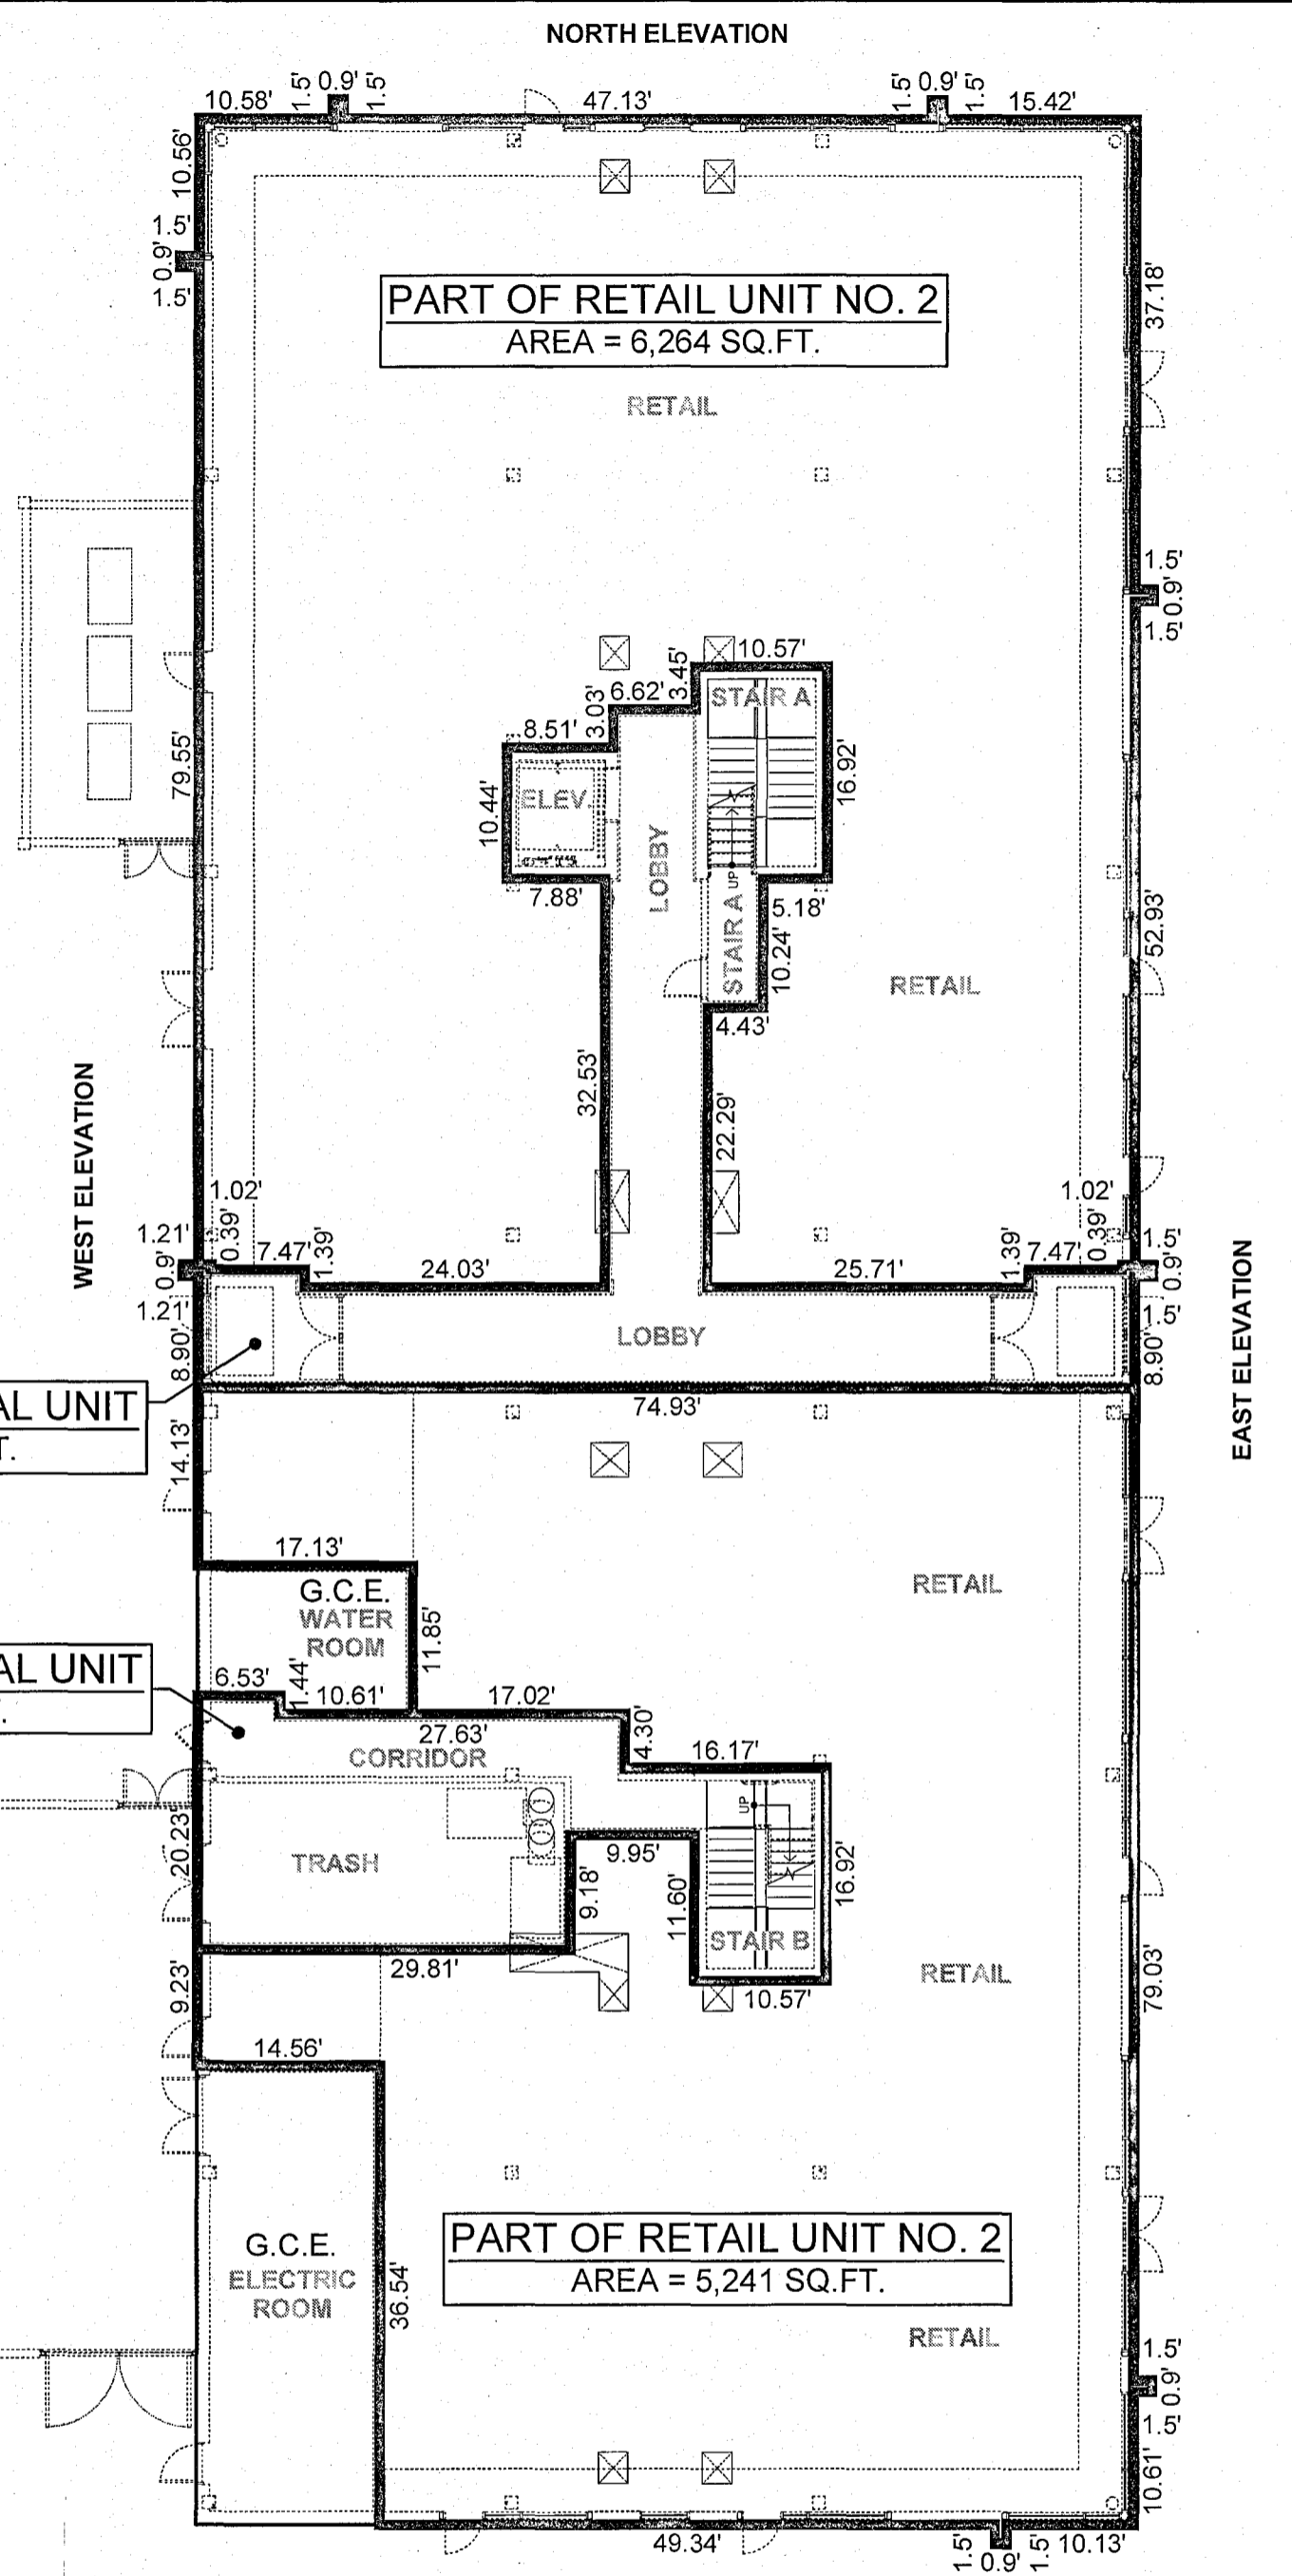 NORTH ELEVATION
10.58'
1.5'
0.9'
1.5'
47.13'
1.5'
0.9'
1.5'
15.42'
10.56'
1.5'
0.9'
1.5'
PART OF RETAIL UNIT NO. 2
AREA = 6,264 SQ.FT.
37.18'
RETAIL
1.5'
0.9'
1.5'
10.57'
3.45'
6.62'
3.03'
8.51'
STAIR A
79.55'
10.44'
ELEV.
16.92'
LOBBY
UP
7.88'
5.18'
STAIR A
10.24'
52.93'
RETAIL
4.43'
32.53'
22.29'
WEST ELEVATION
1.02'
1.02'
1.21'
0.39'
7.47'
1.39'
24.03'
25.71'
1.39'
7.47'
0.39'
1.5'
0.9'
0.9'
1.21'
1.5'
8.90'
LOBBY
8.90'
EAST ELEVATION
AL UNIT
T.
74.93'
14.13'
17.13'
G.C.E.
WATER
ROOM
11.85'
RETAIL
AL UNIT
.
6.53'
1.44'
10.61'
17.02'
27.63'
4.30'
CORRIDOR
16.17'
UP
20.23'
TRASH
9.95'
9.18'
11.60'
16.92'
STAIR B
29.81'
RETAIL
79.03'
10.57'
9.23'
14.56'
G.C.E.
ELECTRIC
ROOM
36.54'
PART OF RETAIL UNIT NO. 2
AREA = 5,241 SQ.FT.
RETAIL
1.5'
0.9'
1.5'
10.61'
49.34'
1.5'
0.9'
1.5'
10.13'